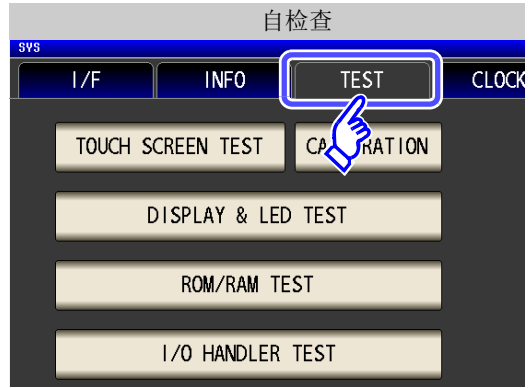 自检查
SYS
I/F INFO TEST CLOCK
TOUCH SCREEN TEST
DISPLAY & LED TEST
ROM/RAM TEST
I/O HANDLER TEST